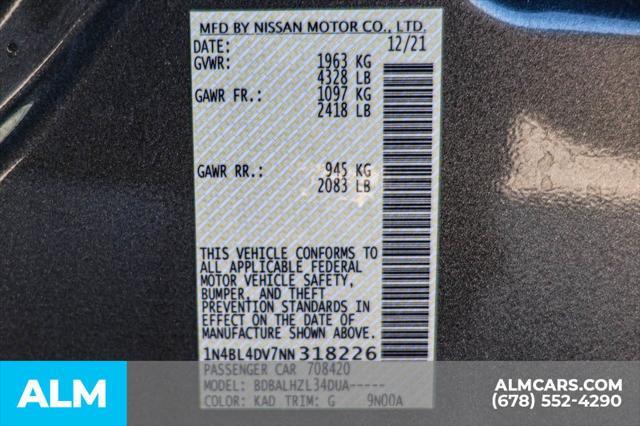 MFD BY NISSAN MOTOR CO., LTD.
DATE: 12/21
GVWR: 1963 KG
4328 LB
GAWR FR.: 1097 KG
2418 LB
GAWR RR.: 945 KG
2083 LB
THIS VEHICLE CONFORMS TO
ALL APPLICABLE FEDERAL
MOTOR VEHICLE SAFETY,
BUMPER, AND THEFT
PREVENTION STANDARDS IN
EFFECT ON THE DATE OF
MANUFACTURE SHOWN ABOVE.
1N4BL4DV7NN318226
PASSENGER CAR 708420
MODEL: BDBALHZL34DUA-----
COLOR: KAD TRIM: G 9N00A
ALM
ALMCARS.COM
(678) 552-4290